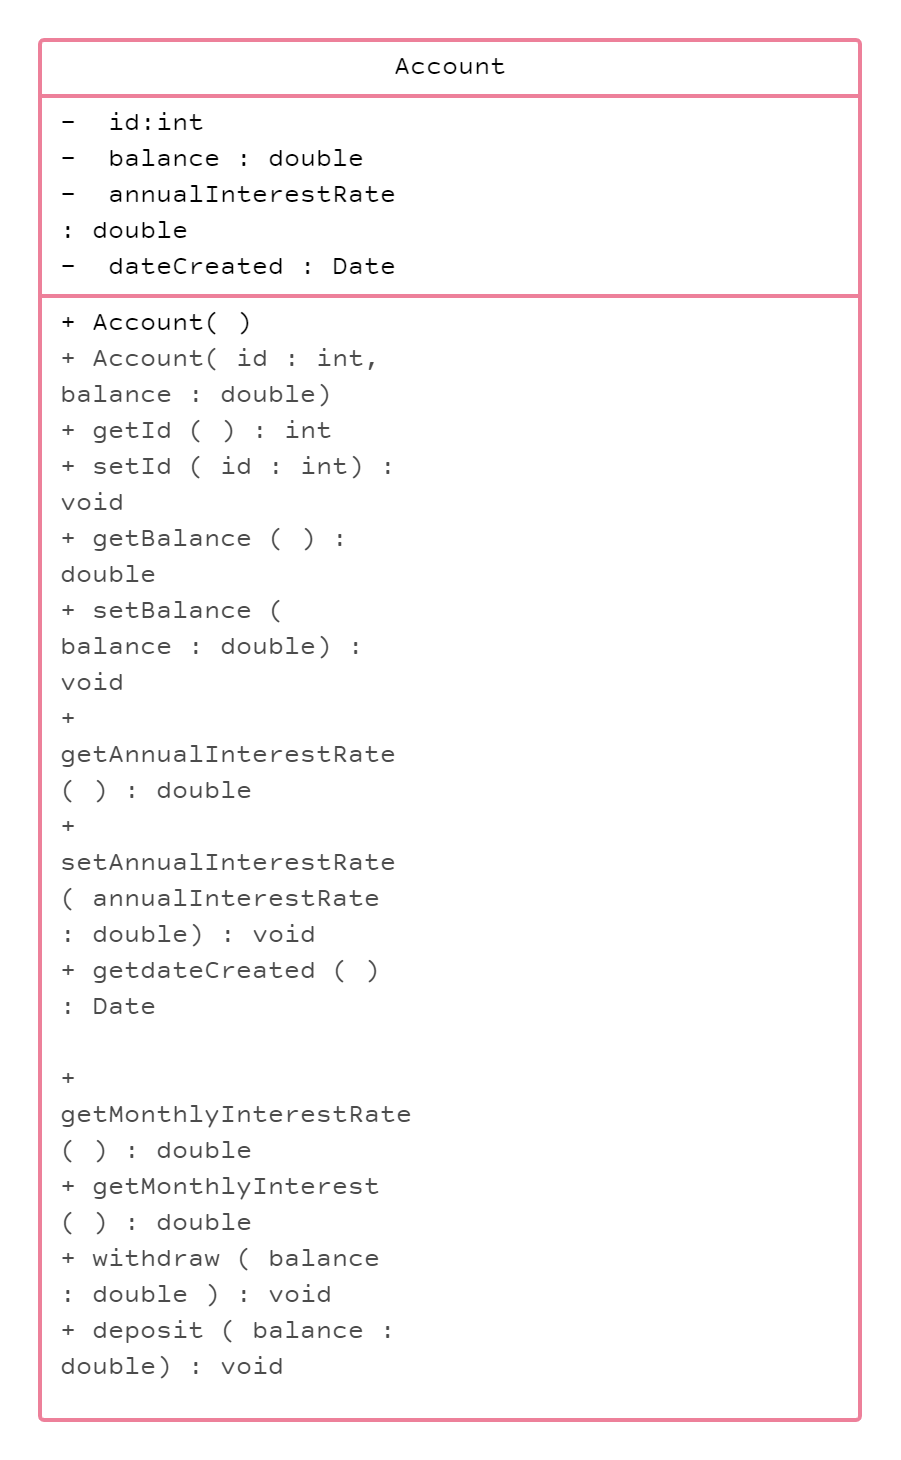 Account
-  id:int
-  balance : double
-  annualInterestRate
: double
-  dateCreated : Date
+ Account( )
+ Account( id : int,
balance : double)
+ getId ( ) : int
+ setId ( id : int) :
void
+ getBalance ( ) :
double
+ setBalance (
balance : double) :
void
+
getAnnualInterestRate
( ) : double
+
setAnnualInterestRate
( annualInterestRate
: double) : void
+ getdateCreated ( )
: Date
+
getMonthlyInterestRate
( ) : double
+ getMonthlyInterest
( ) : double
+ withdraw ( balance
: double ) : void
+ deposit ( balance :
double) : void